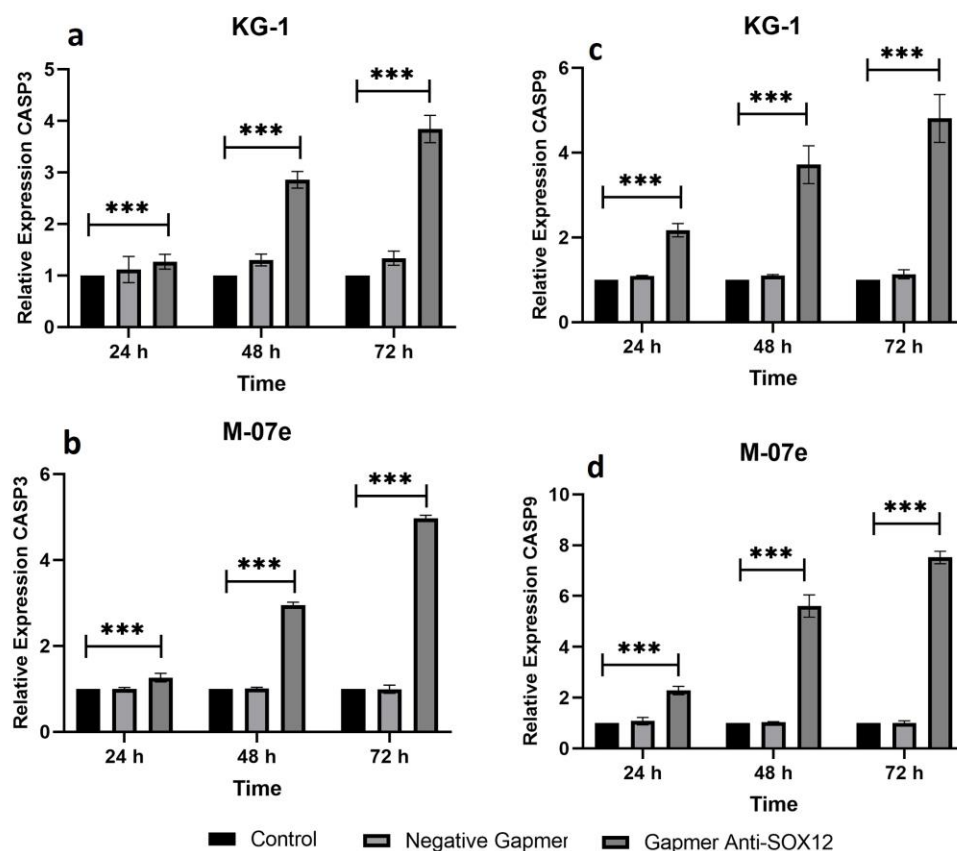 a
KG-1
Relative Expression CASP3
5
4
3
2
1
0
***
***
***
24 h
48 h
72 h
Time
c
KG-1
Relative Expression CASP9
6
4
2
0
***
***
***
24 h
48 h
72 h
Time
b
M-07e
Relative Expression CASP3
6
4
2
0
***
***
***
24 h
48 h
72 h
Time
d
M-07e
Relative Expression CASP9
10
8
6
4
2
0
***
***
***
24 h
48 h
72 h
Time
Control
Negative Gapmer
Gapmer Anti-SOX12